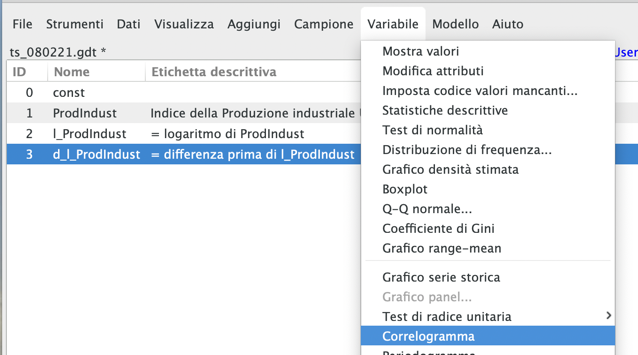 File Strumenti Dati Visualizza Aggiungi Campione Variabile Modello Aiuto
ts_080221.gdt *
ID Nome Etichetta descrittiva
0 const
1 ProdIndust Indice della Produzione industriale
2 l_ProdIndust = logaritmo di ProdIndust
3 d_l_ProdIndust = differenza prima di l_ProdIndust
Mostra valori
Modifica attributi
Imposta codice valori mancanti...
Statistiche descrittive
Test di normalità
Distribuzione di frequenza...
Grafico densità stimata
Boxplot
Q-Q normale...
Coefficiente di Gini
Grafico range-mean
Grafico serie storica
Grafico panel...
Test di radice unitaria
Correlogramma
Periodogramma